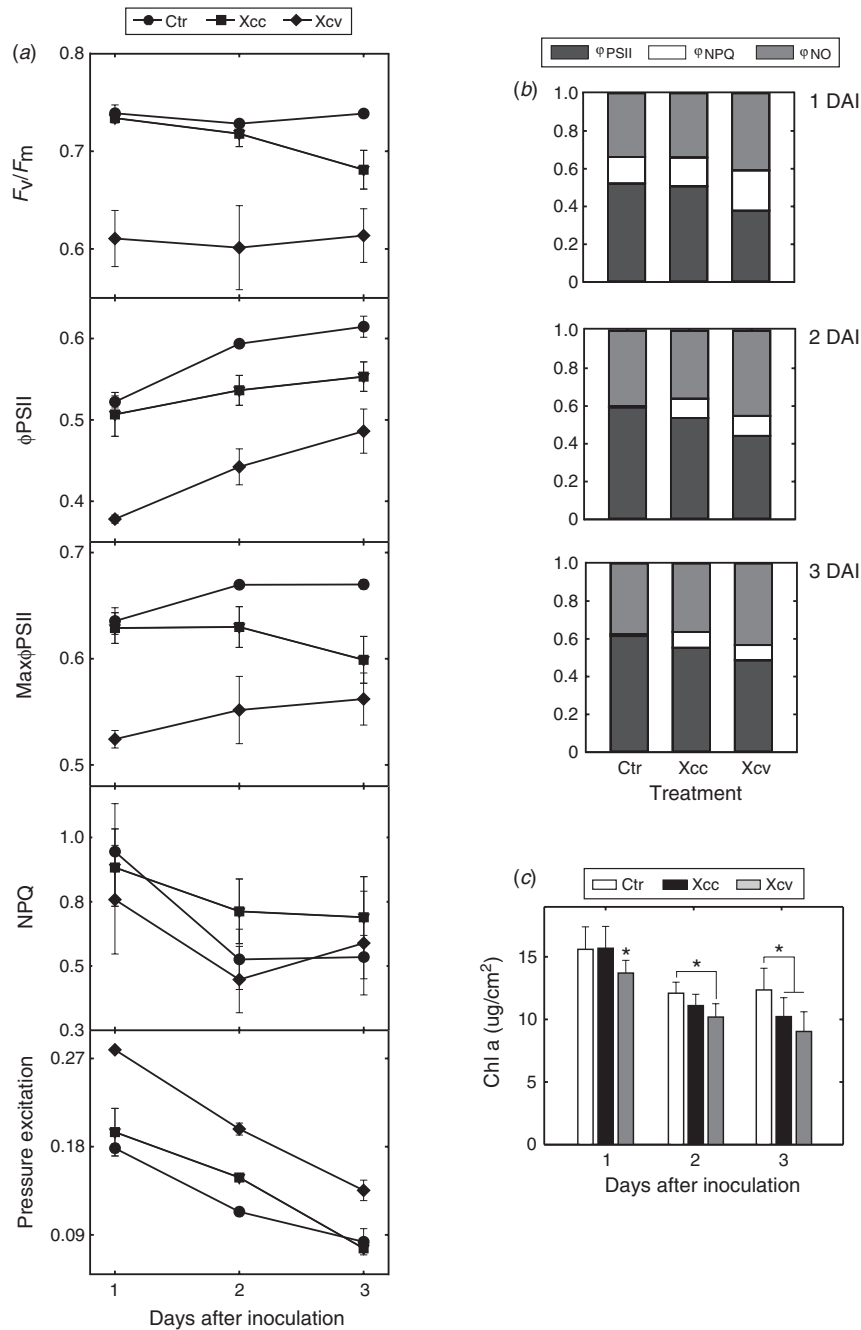 Ctr Xcc Xcv
(a)
0.8
0.7
0.6
Fv/Fm
0.6
0.5
0.4
ϕPSII
0.7
0.6
0.5
MaxϕPSII
1.0
0.8
0.5
0.3
NPQ
0.27
0.18
0.09
Pressure excitation
1 2 3
Days after inoculation
φPSII φNPQ φNO
(b)
1 DAI
1.0
0.8
0.6
0.4
0.2
0
2 DAI
1.0
0.8
0.6
0.4
0.2
0
3 DAI
1.0
0.8
0.6
0.4
0.2
0
Ctr Xcc Xcv
Treatment
(c)
Ctr Xcc Xcv
15
10
5
0
Chl a (ug/cm²)
* * *
1 2 3
Days after inoculation